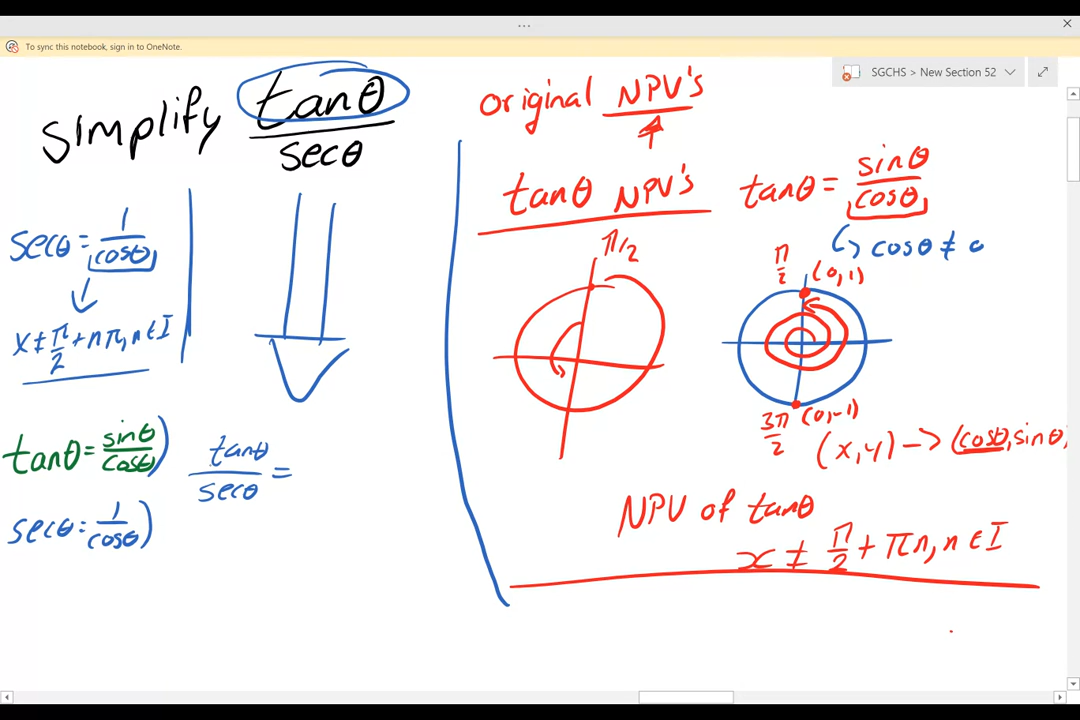 To sync this notebook, sign in to OneNote.
SGCHS > New Section 52
simplify tanθ/secθ
secθ = 1/cosθ
x ≠ π/2 + nπ, n ∈ I
tanθ = sinθ/cosθ
secθ = 1/cosθ
tanθ/secθ =
original NPV's
tanθ NPV's
tanθ = sinθ/cosθ
cosθ ≠ 0
π/2
π/2 (0,1)
3π/2 (0,-1)
(x,y) -> (cosθ, sinθ)
NPV of tanθ
x ≠ π/2 + πn, n ∈ I